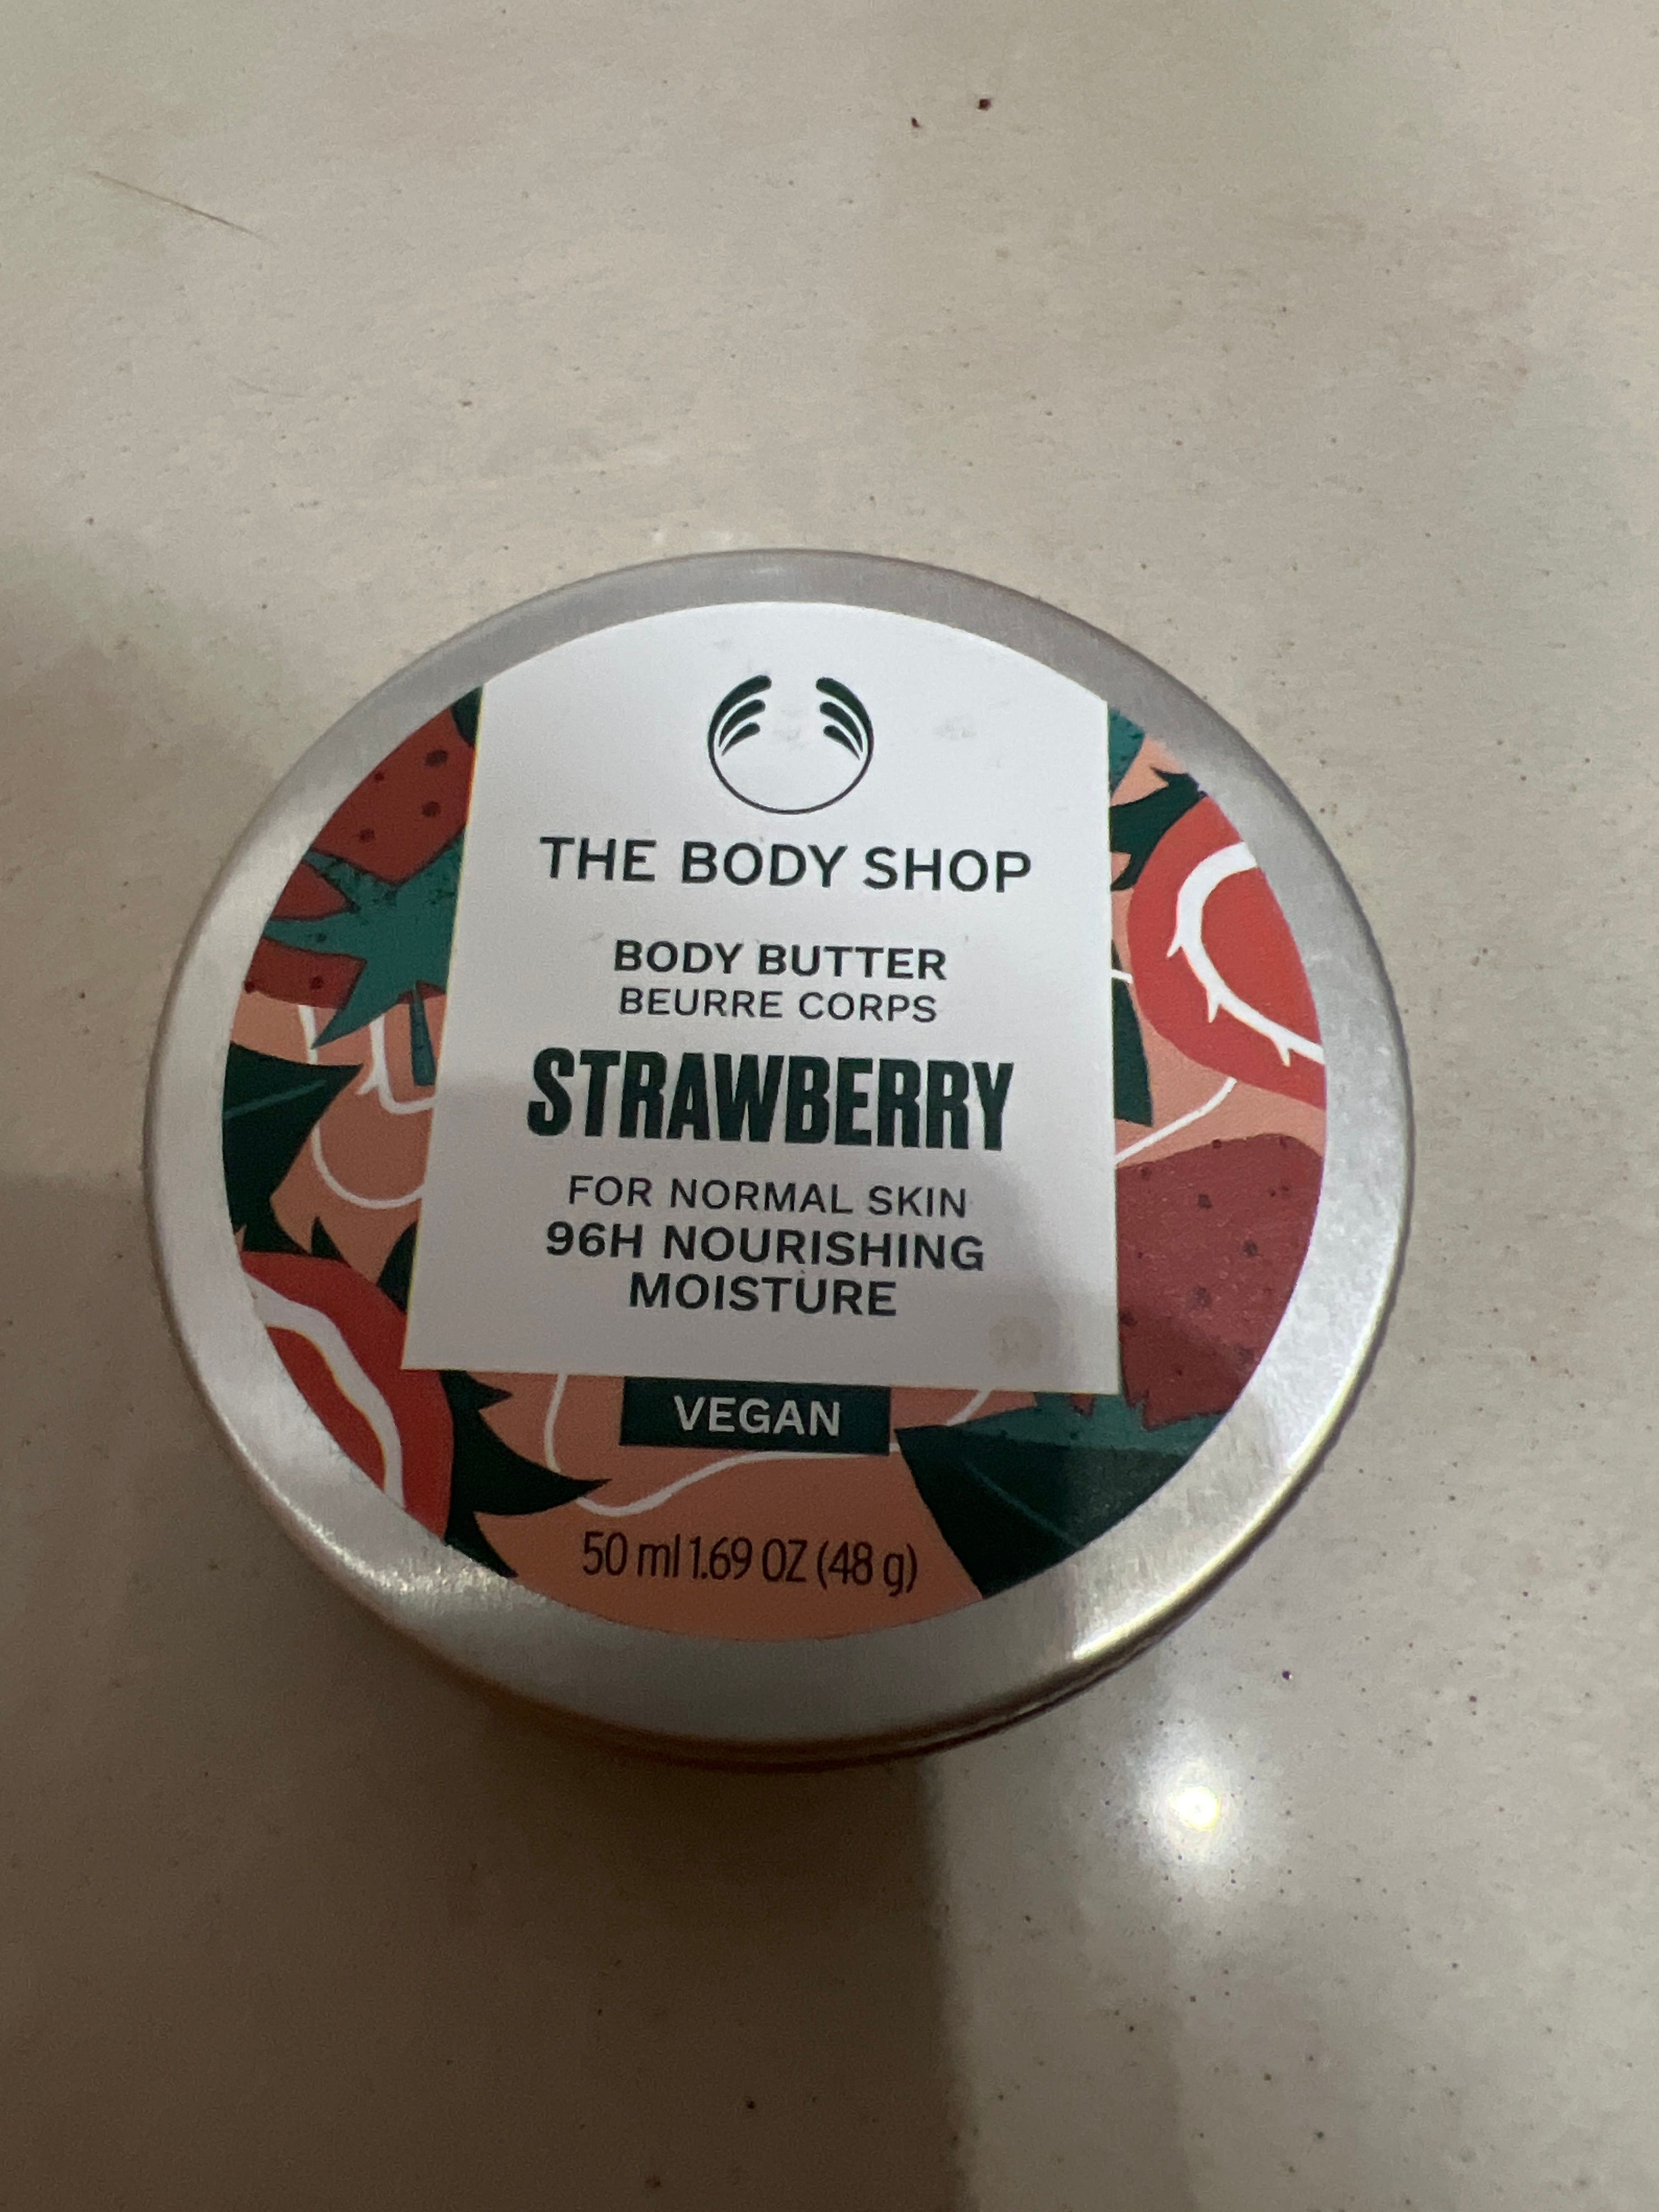 THE BODY SHOP
BODY BUTTER
BEURRE CORPS
STRAWBERRY
FOR NORMAL SKIN
96H NOURISHING
MOISTURE
VEGAN
50 ml 1.69 OZ (48 g)